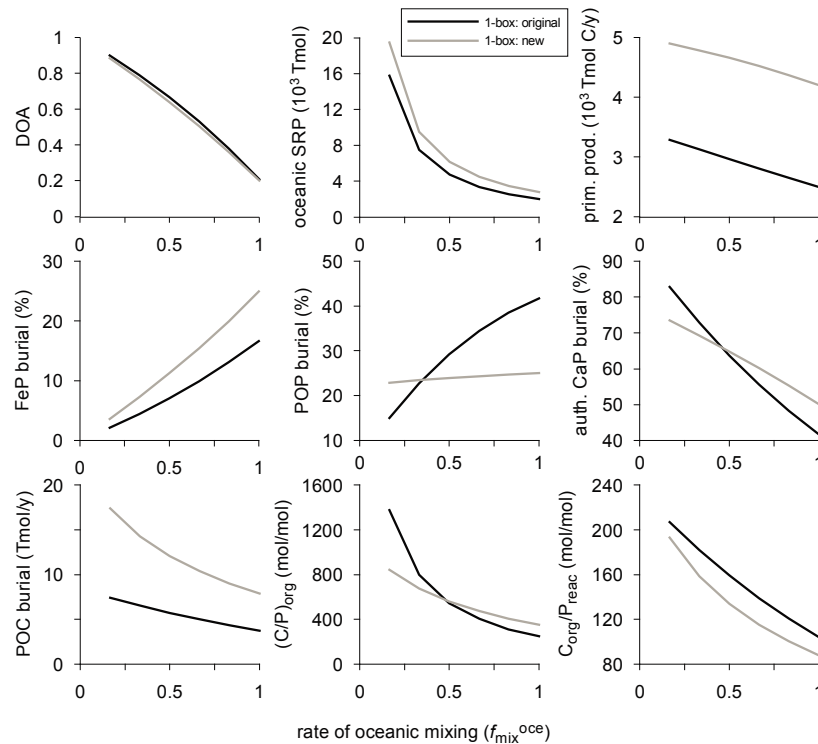 1-box: original
1-box: new
DOA
1
0.8
0.6
0.4
0.2
0
0 0.5 1
oceanic SRP (10³ Tmol)
20
16
12
8
4
0
0 0.5 1
prim. prod. (10³ Tmol C/y)
5
4
3
2
0 0.5 1
FeP burial (%)
30
20
10
0
0 0.5 1
POP burial (%)
50
40
30
20
10
0 0.5 1
auth. CaP burial (%)
90
80
70
60
50
40
0 0.5 1
POC burial (Tmol/y)
20
10
0
0 0.5 1
(C/P)org (mol/mol)
1600
1200
800
400
0
0 0.5 1
Corg/Preac (mol/mol)
240
200
160
120
80
0 0.5 1
rate of oceanic mixing (fmixoce)